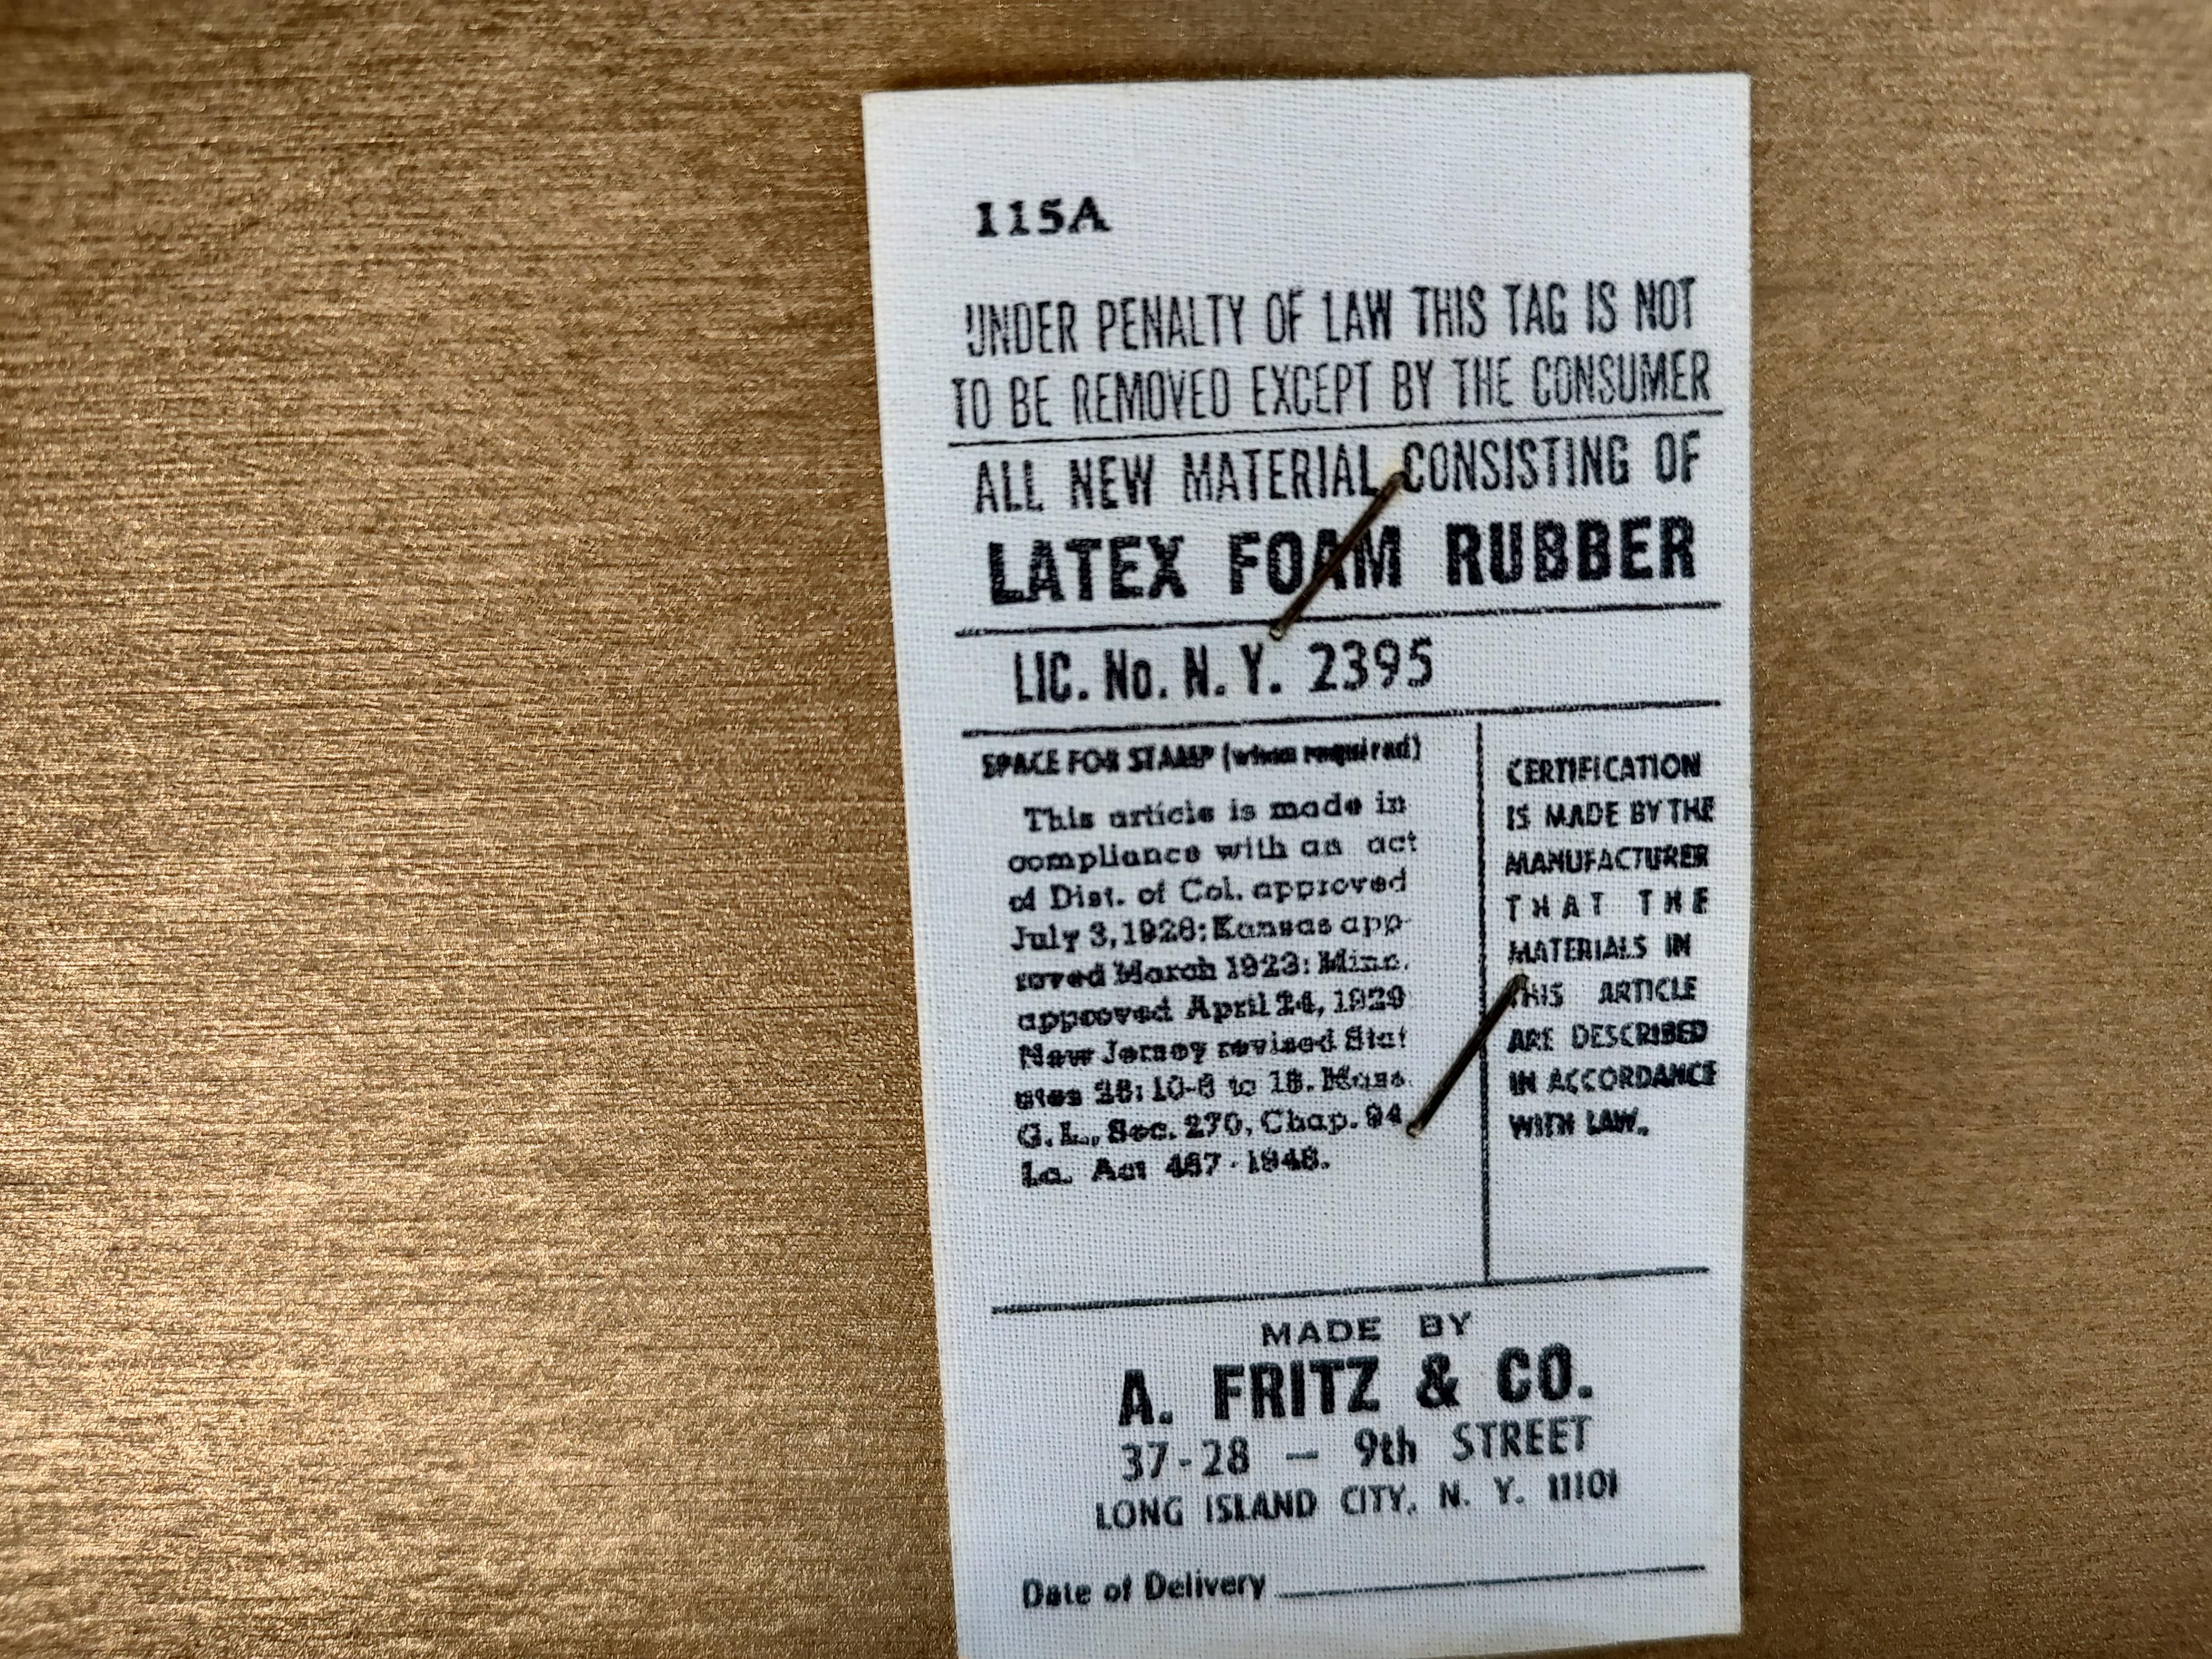 115A
UNDER PENALTY OF LAW THIS TAG IS NOT
TO BE REMOVED EXCEPT BY THE CONSUMER
ALL NEW MATERIAL CONSISTING OF
LATEX FOAM RUBBER
LIC. No. N. Y. 2395
SPACE FOR STAMP (when required)
This article is made in
compliance with an act
of Dist. of Col. approved
July 3, 1926; Kansas app-
roved March 1923; Minn.
approved April 24, 1929
New Jersey revised Stat
utes 26: 10-6 to 18. Mass.
G. L., Sec. 270, Chap. 94
La. Act 467 - 1948.
CERTIFICATION
IS MADE BY THE
MANUFACTURER
THAT THE
MATERIALS IN
THIS ARTICLE
ARE DESCRIBED
IN ACCORDANCE
WITH LAW.
MADE BY
A. FRITZ & CO.
37-28 — 9th STREET
LONG ISLAND CITY, N. Y. 11101
Date of Delivery